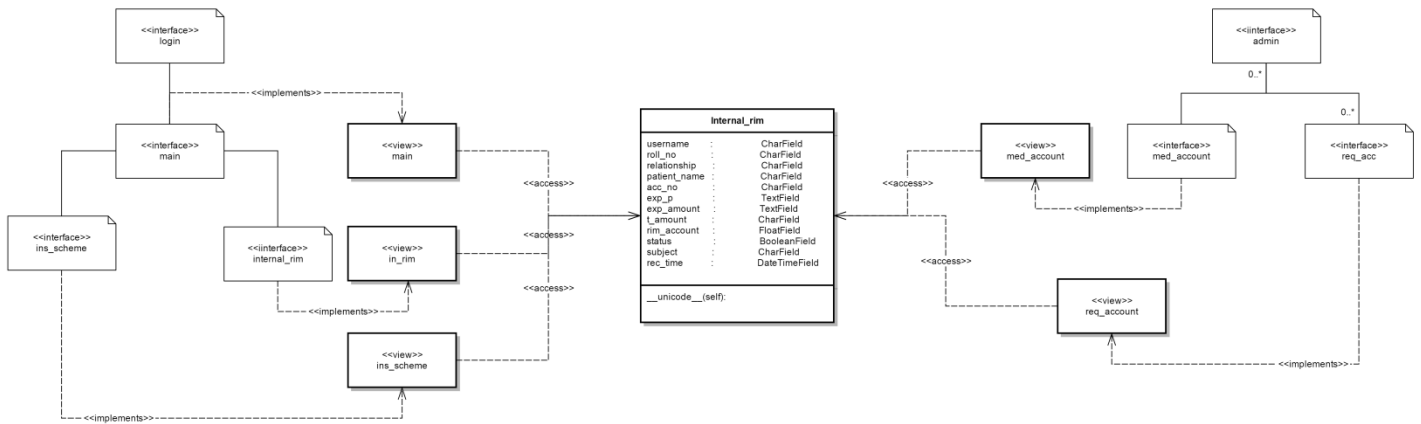 <<interface>>
login
<<implements>>
<<interface>>
main
<<view>>
main
<<interface>>
ins_scheme
<<iinterface>>
internal_rim
<<view>>
in_rim
<<implements>>
<<view>>
ins_scheme
<<implements>>
<<access>>
<<access>>
<<access>>
Internal_rim
username : CharField
roll_no : CharField
relationship : CharField
patient_name : CharField
acc_no : CharField
exp_p : TextField
exp_amount : TextField
t_amount : CharField
rim_account : FloatField
status : BooleanField
subject : CharField
rec_time : DateTimeField
__unicode__(self):
<<iinterface>>
admin
0..*
0..*
<<view>>
med_account
<<interface>>
med_account
<<interface>>
req_acc
<<access>>
<<implements>>
<<access>>
<<view>>
req_account
<<implements>>